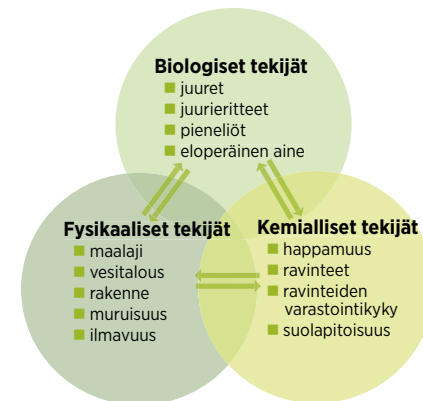 Biologiset tekijät
juuret
juurieritteet
pieneliöt
eloperäinen aine
Fysikaaliset tekijät
maalaji
vesitalous
rakenne
muruisuus
ilmavuus
Kemialliset tekijät
happamuus
ravinteet
ravinteiden
varastointikyky
suolapitoisuus